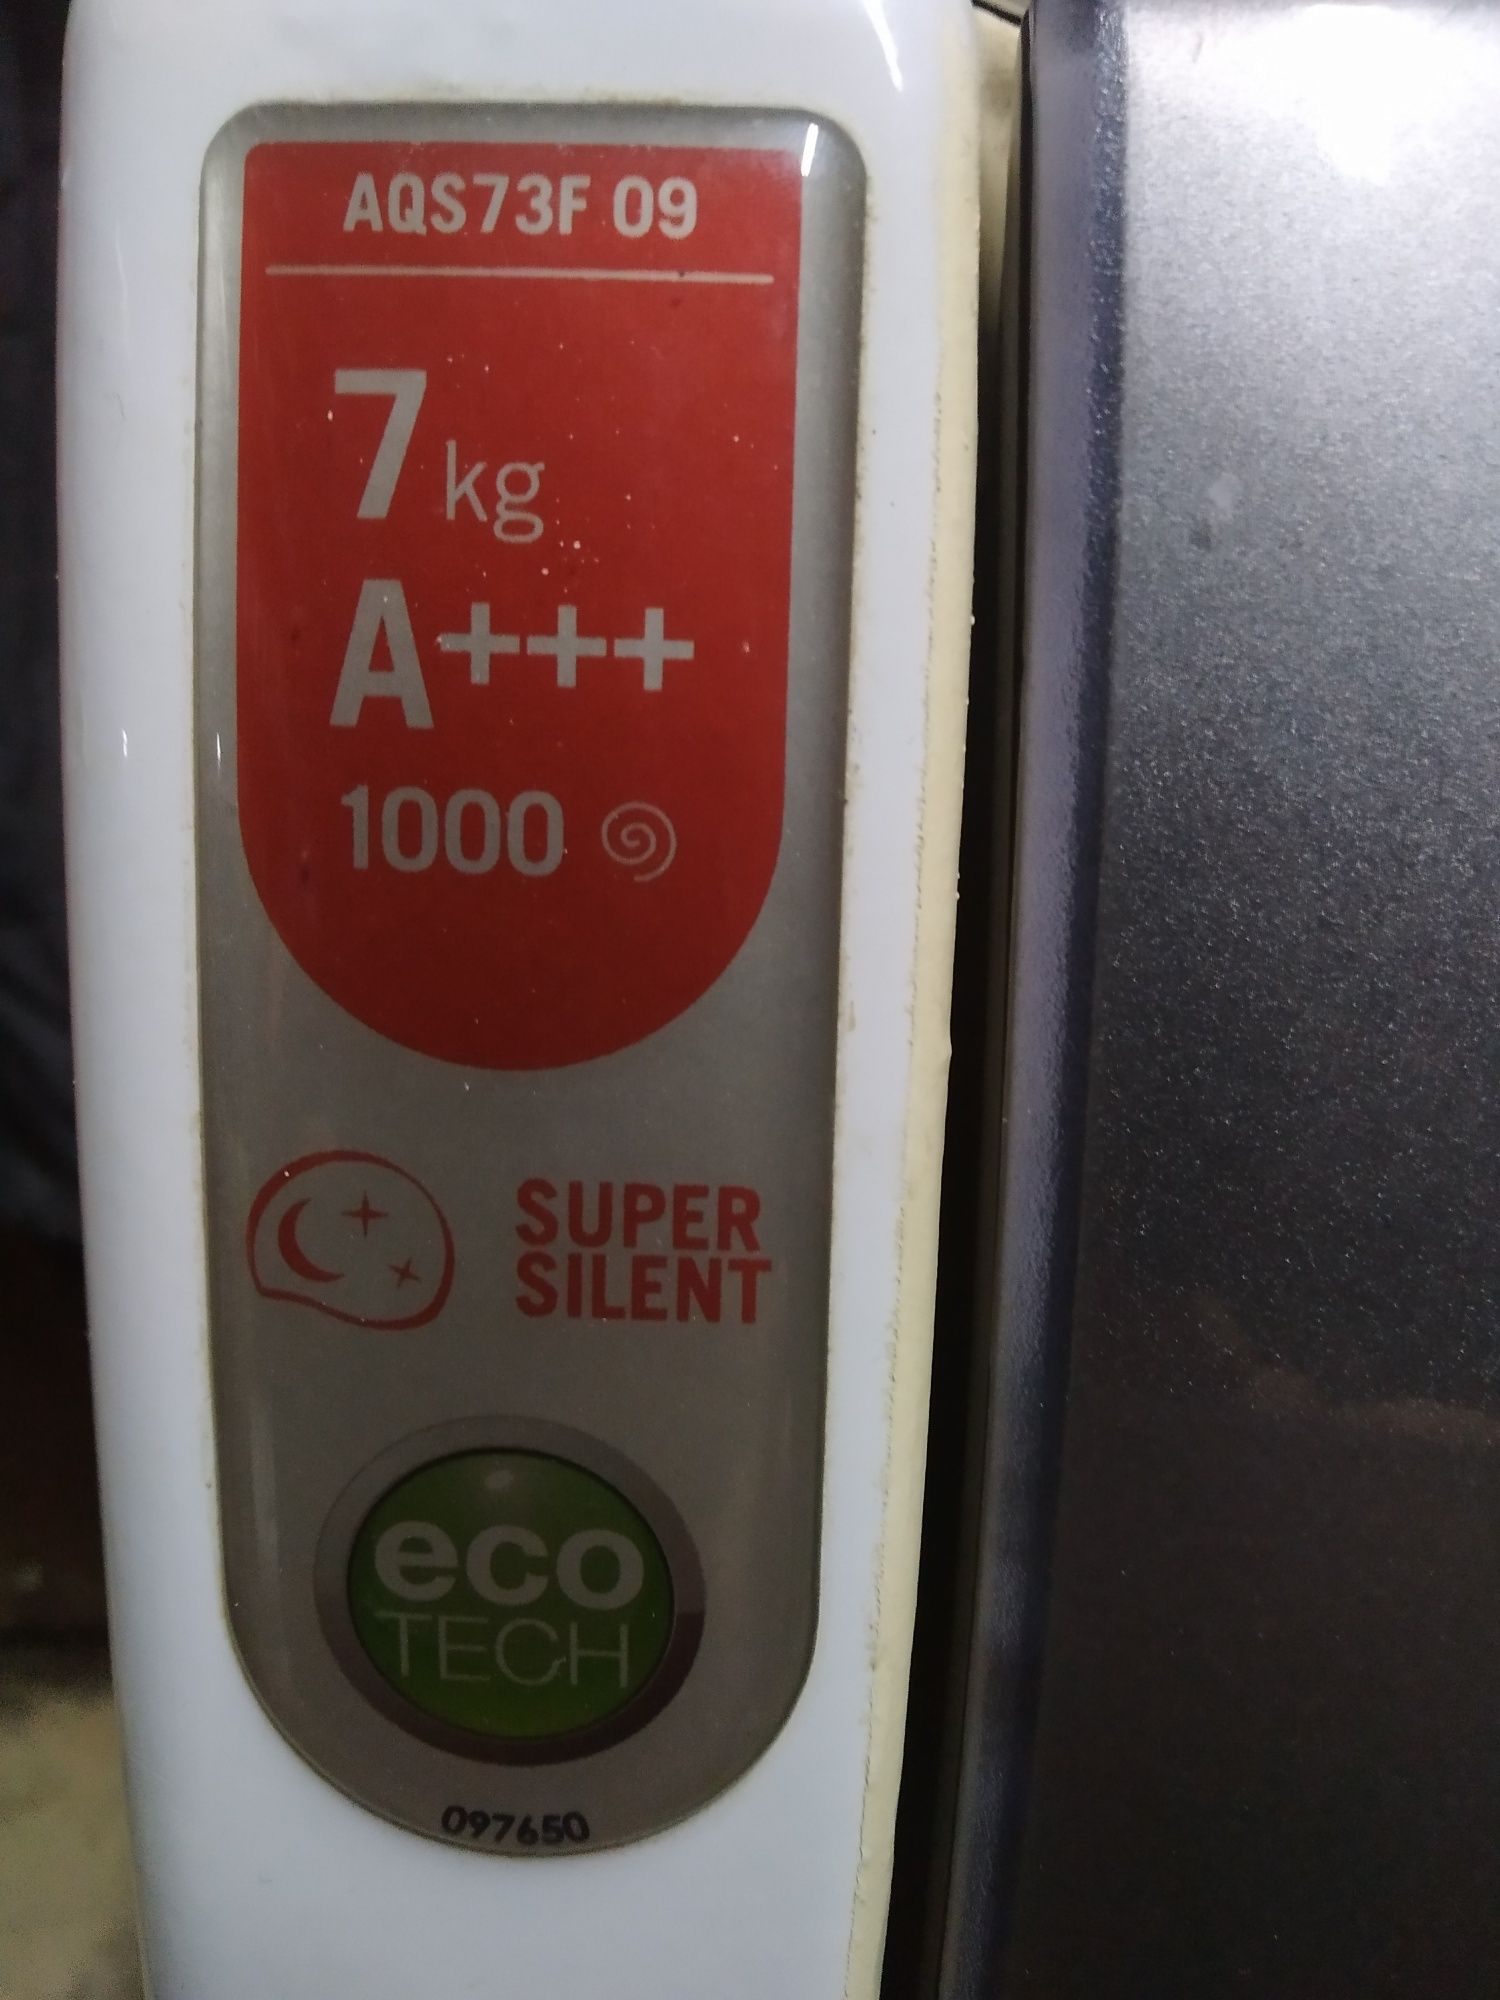 AQS73F 09
7 kg
A+++
1000
SUPER
SILENT
eco
TECH
097650